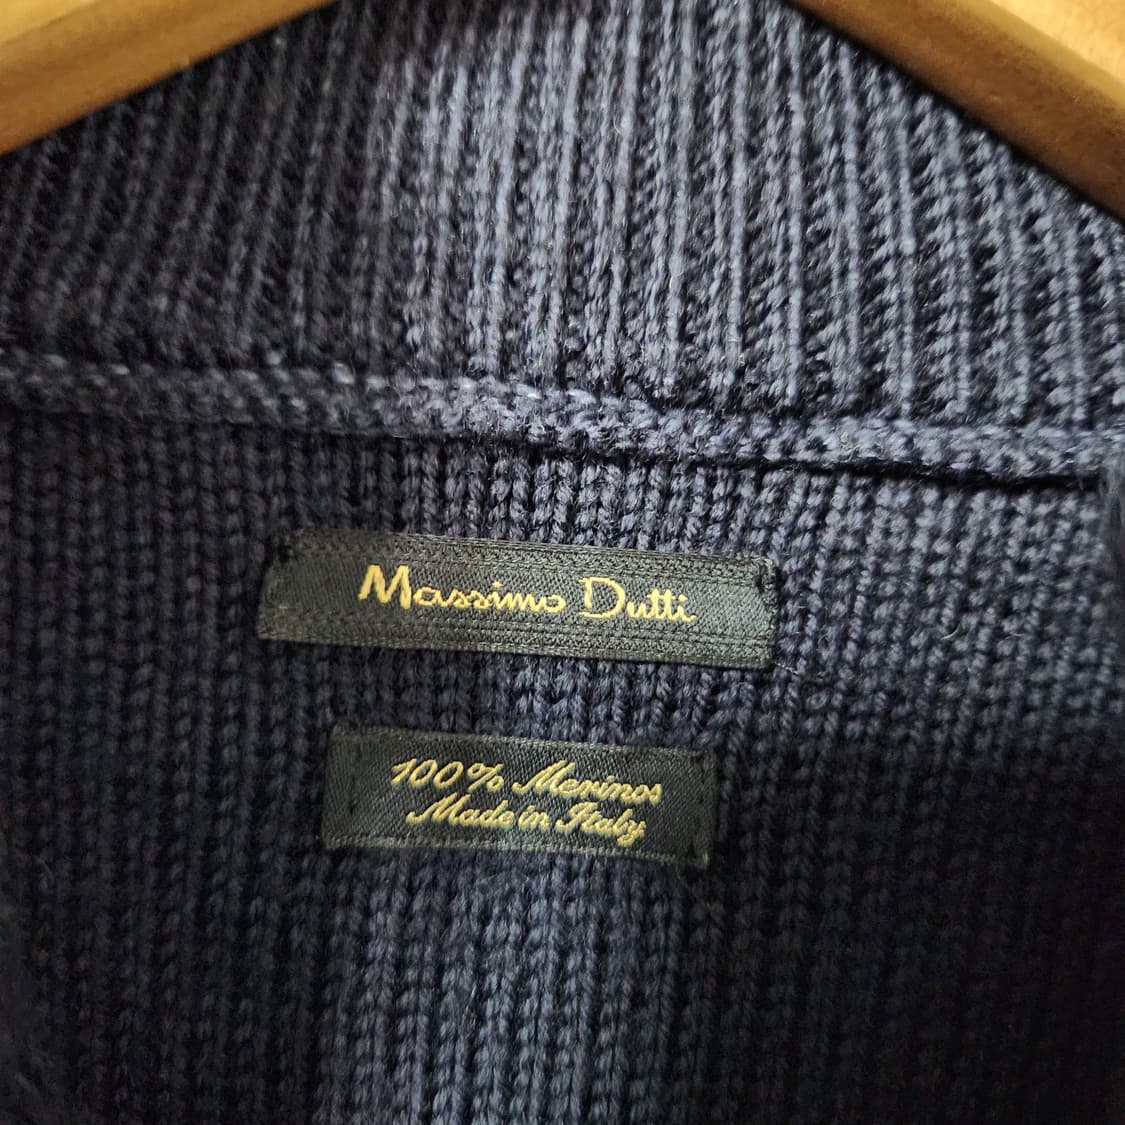 Massimo Dutti
100% Merinos
Made in Italy